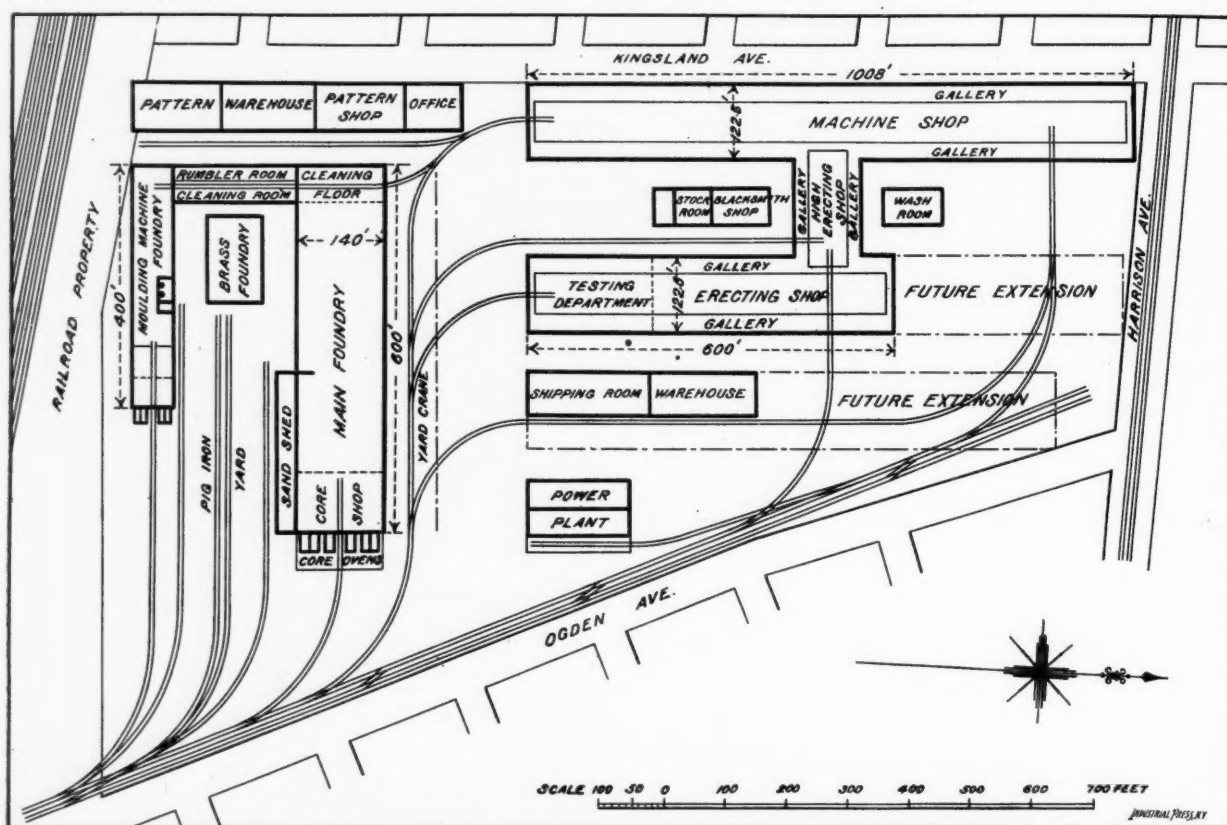 KINGSLAND AVE.
1008'
PATTERN
WAREHOUSE
PATTERN
SHOP
OFFICE
GALLERY
MACHINE SHOP
GALLERY
122½'
RUMBLER ROOM
CLEANING ROOM
CLEANING
FLOOR
MOULDING MACHINE
FOUNDRY
400'
BRASS
FOUNDRY
140'
MAIN FOUNDRY
600'
STOCK
ROOM
BLACKSMITH
SHOP
GALLERY
HIGH
ERECTING
SHOP
GALLERY
WASH
ROOM
GALLERY
TESTING
DEPARTMENT
122½'
ERECTING SHOP
GALLERY
600'
FUTURE EXTENSION
HARRISON AVE.
RAILROAD PROPERTY
YARD CRANE
SHIPPING ROOM
WAREHOUSE
FUTURE EXTENSION
PIG IRON
YARD
SAND SHED
CORE
SHOP
CORE OVENS
POWER
PLANT
OGDEN AVE.
SCALE 100 50 0 100 200 300 400 500 600 700 FEET
INDUSTRIAL PRESS, N.Y.